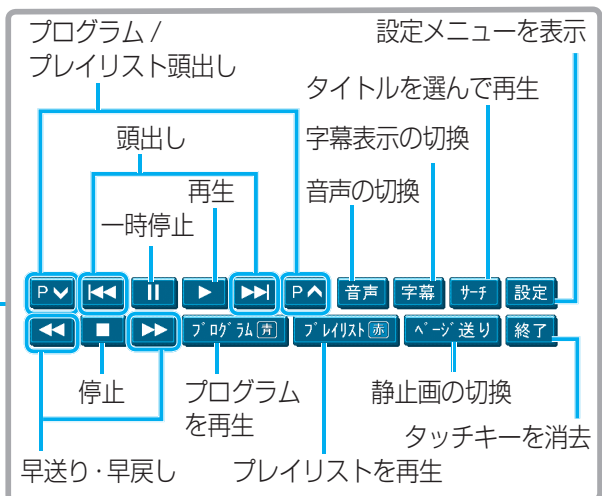 プログラム /
プレイリスト頭出し
設定メニューを表示
タイトルを選んで再生
頭出し
字幕表示の切換
再生
音声の切換
一時停止
P P 音声 字幕 ｻｰﾁ 設定
ﾌﾟﾛｸﾞﾗﾑ 青 ﾌﾟﾚｲﾘｽﾄ 赤 ﾍﾟｰｼﾞ送り 終了
停止
プログラム
を再生
静止画の切換
タッチキーを消去
早送り・早戻し
プレイリストを再生